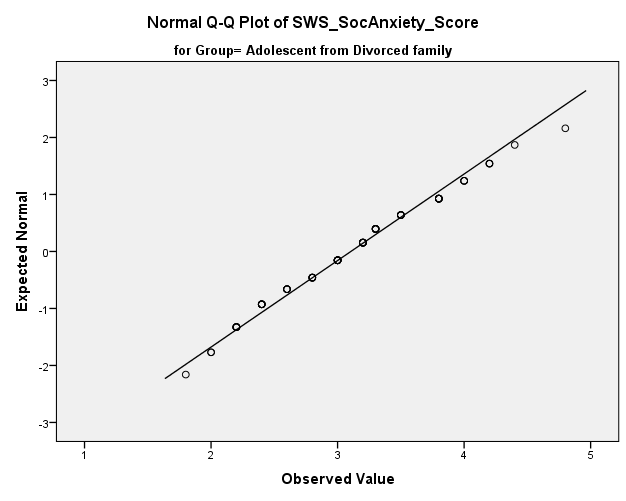 Normal Q-Q Plot of SWS_SocAnxiety_Score
for Group= Adolescent from Divorced family
3
2
1
0
-1
-2
-3
Expected Normal
1 2 3 4 5
Observed Value